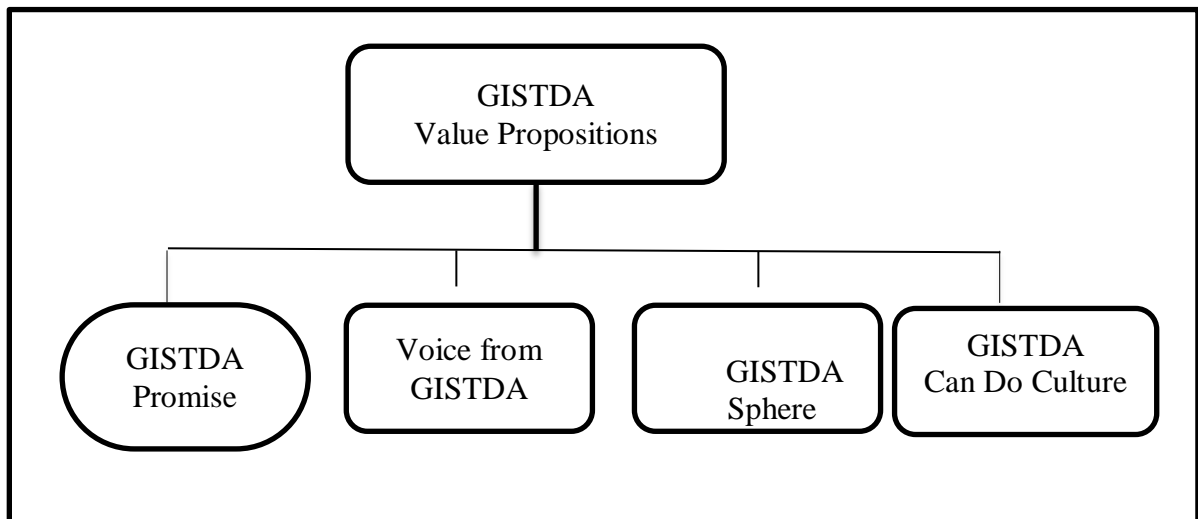 GISTDA
Value Propositions
GISTDA
Promise
Voice from
GISTDA
GISTDA
Sphere
GISTDA
Can Do Culture